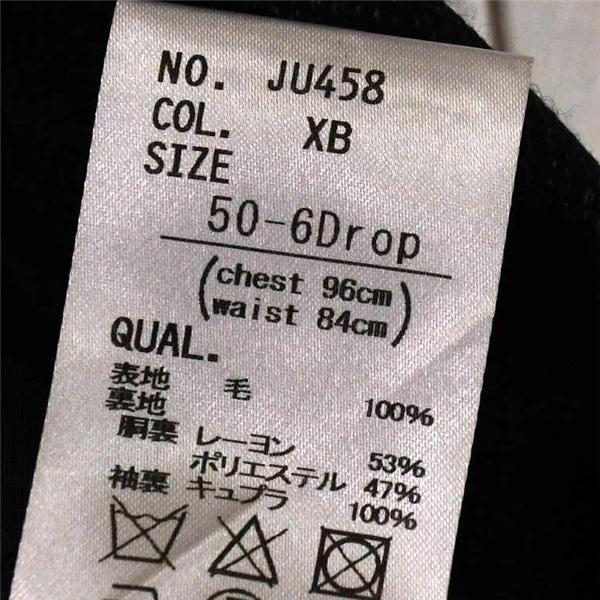 NO. JU458
COL. XB
SIZE
50-6Drop
(chest 96cm
waist 84cm)
QUAL.
表地 毛 100%
裏地
胴裏 レーヨン 53%
ポリエステル 47%
袖裏 キュプラ 100%